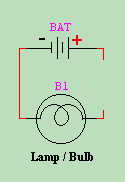 BAT
- +
B1
Lamp / Bulb